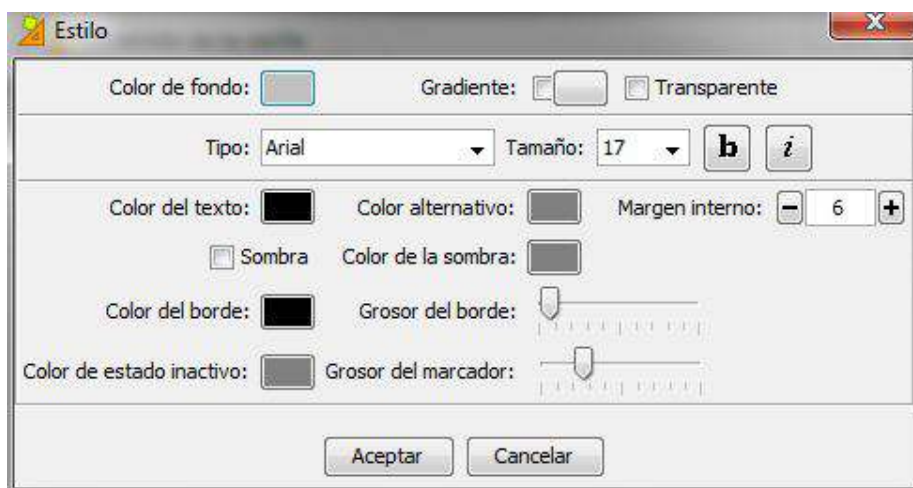 Estilo
Color de fondo: Gradiente: Transparente
Tipo: Arial Tamaño: 17 b i
Color del texto: Color alternativo: Margen interno: - 6 +
Sombra Color de la sombra:
Color del borde: Grosor del borde:
Color de estado inactivo: Grosor del marcador:
Aceptar Cancelar